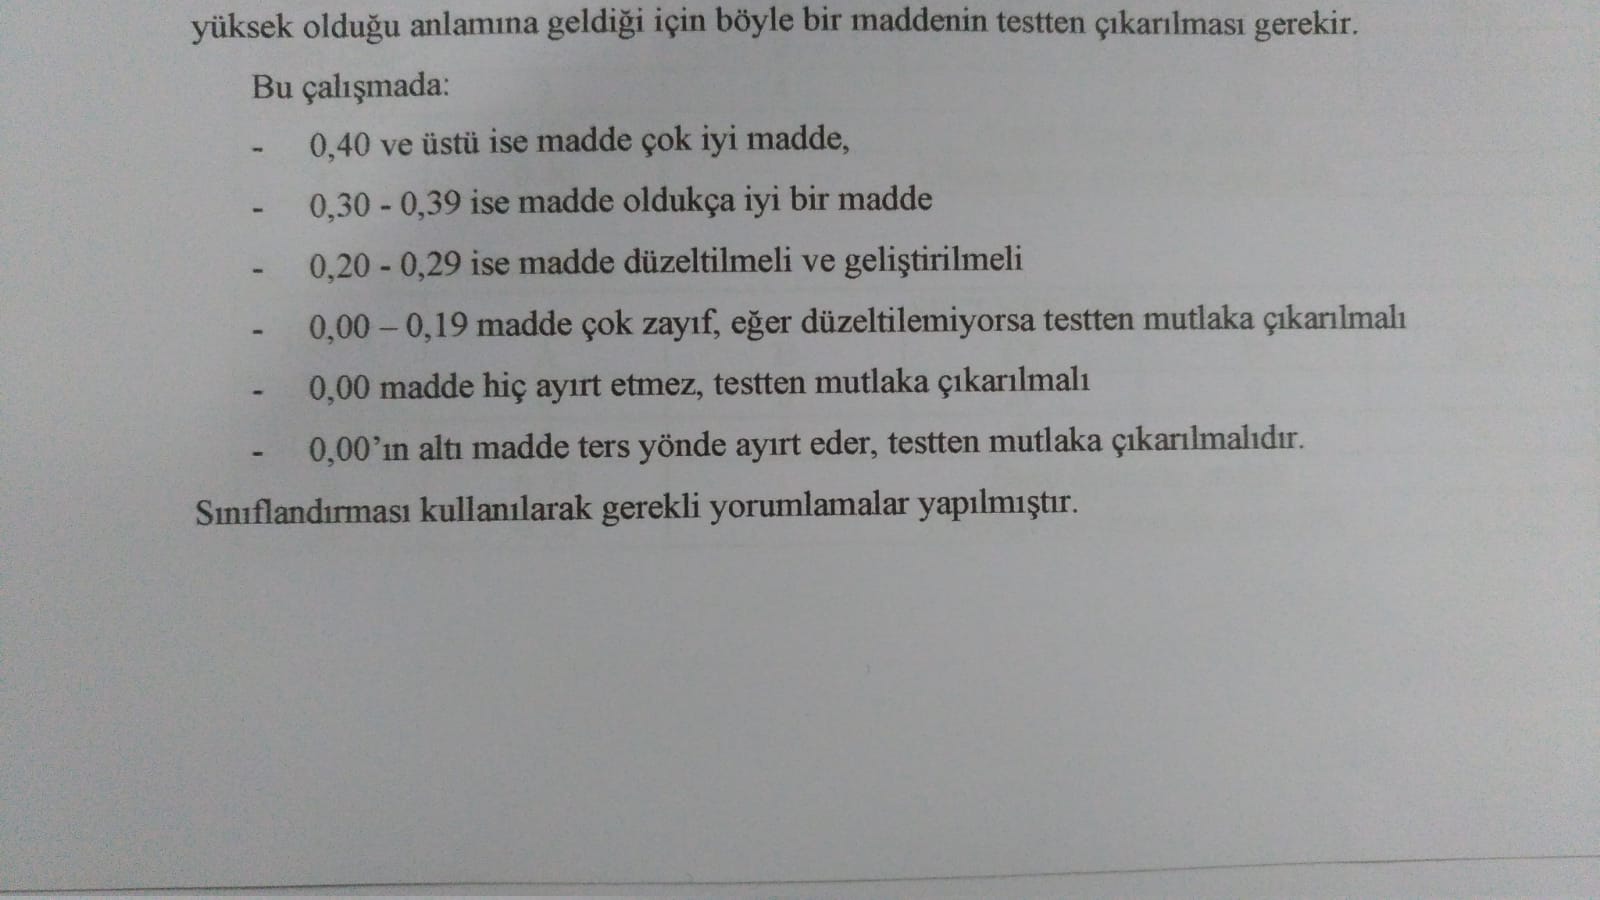 yüksek olduğu anlamına geldiği için böyle bir maddenin testten çıkarılması gerekir.
Bu çalışmada:
- 0,40 ve üstü ise madde çok iyi madde,
- 0,30 - 0,39 ise madde oldukça iyi bir madde
- 0,20 - 0,29 ise madde düzeltilmeli ve geliştirilmeli
- 0,00 – 0,19 madde çok zayıf, eğer düzeltilemiyorsa testten mutlaka çıkarılmalı
- 0,00 madde hiç ayırt etmez, testten mutlaka çıkarılmalı
- 0,00’ın altı madde ters yönde ayırt eder, testten mutlaka çıkarılmalıdır.
Sınıflandırması kullanılarak gerekli yorumlamalar yapılmıştır.